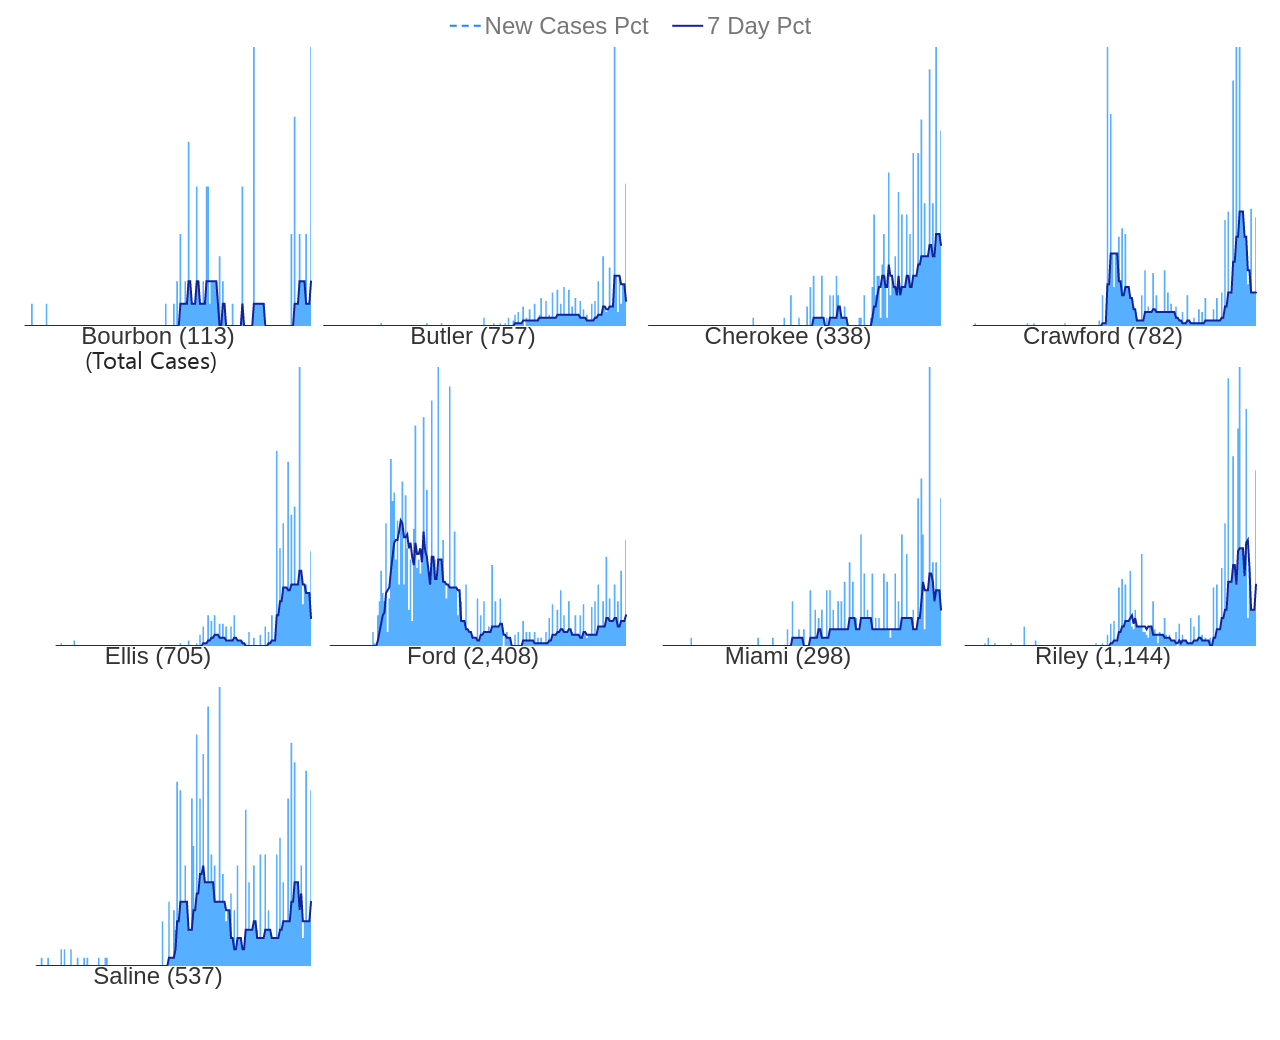 New Cases Pct 7 Day Pct
Bourbon (113) Butler (757) Cherokee (338) Crawford (782)
(Total Cases)
Ellis (705) Ford (2,408) Miami (298) Riley (1,144)
Saline (537)